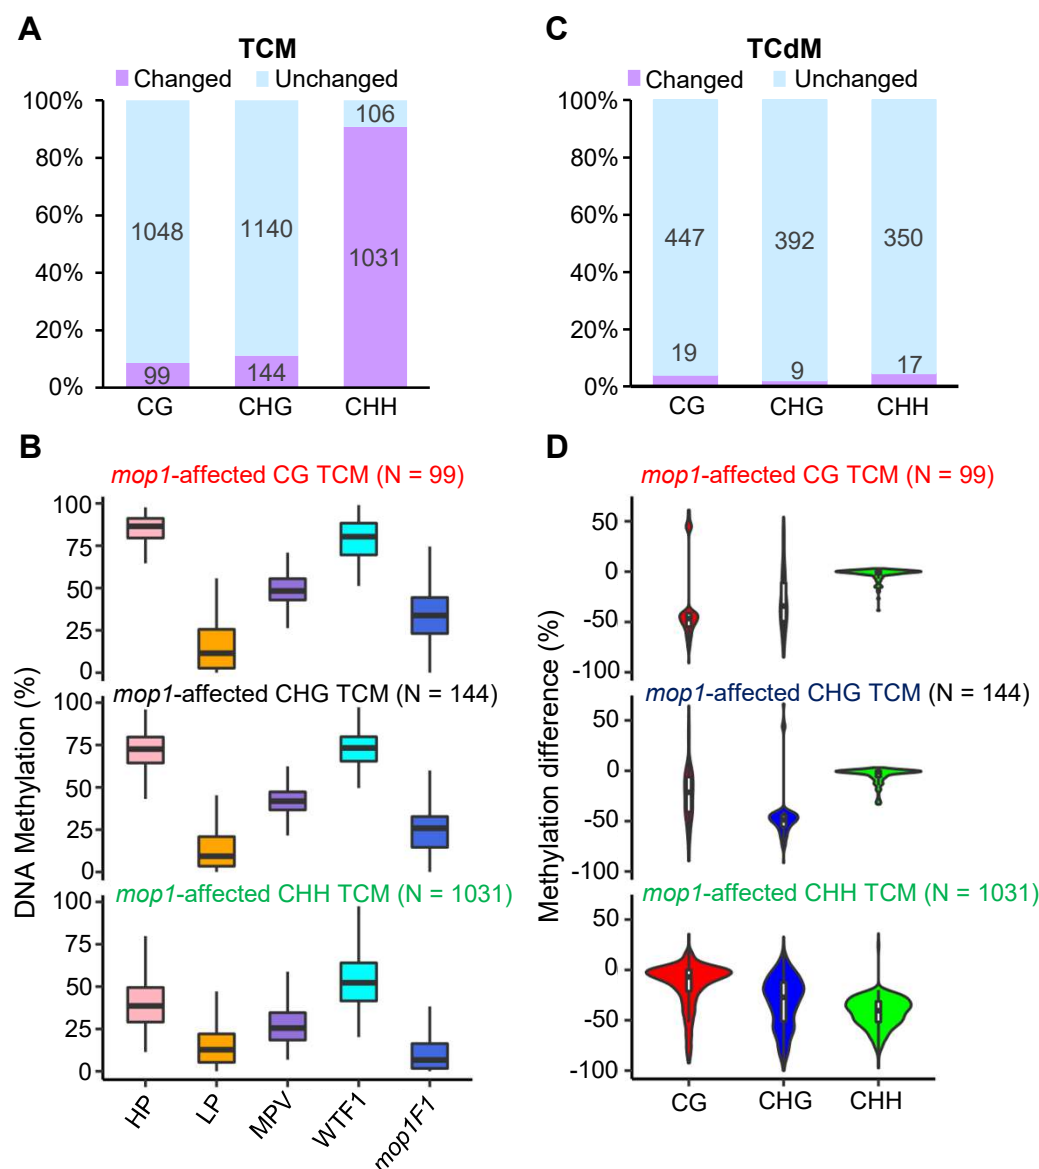 A
TCM
Changed Unchanged
100%
80%
60%
40%
20%
0%
106
1048
1140
1031
99
144
CG CHG CHH
C
TCdM
Changed Unchanged
100%
80%
60%
40%
20%
0%
447
392
350
19
9
17
CG CHG CHH
B
mop1-affected CG TCM (N = 99)
100
75
50
25
0
mop1-affected CHG TCM (N = 144)
100
75
50
25
0
mop1-affected CHH TCM (N = 1031)
100
75
50
25
0
DNA Methylation (%)
HP
LP
MPV
WTF1
mop1F1
D
mop1-affected CG TCM (N = 99)
50
0
-50
-100
mop1-affected CHG TCM (N = 144)
50
0
-50
-100
mop1-affected CHH TCM (N = 1031)
50
0
-50
-100
Methylation difference (%)
CG CHG CHH